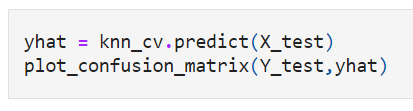 yhat = knn_cv.predict(X_test)
plot_confusion_matrix(Y_test,yhat)